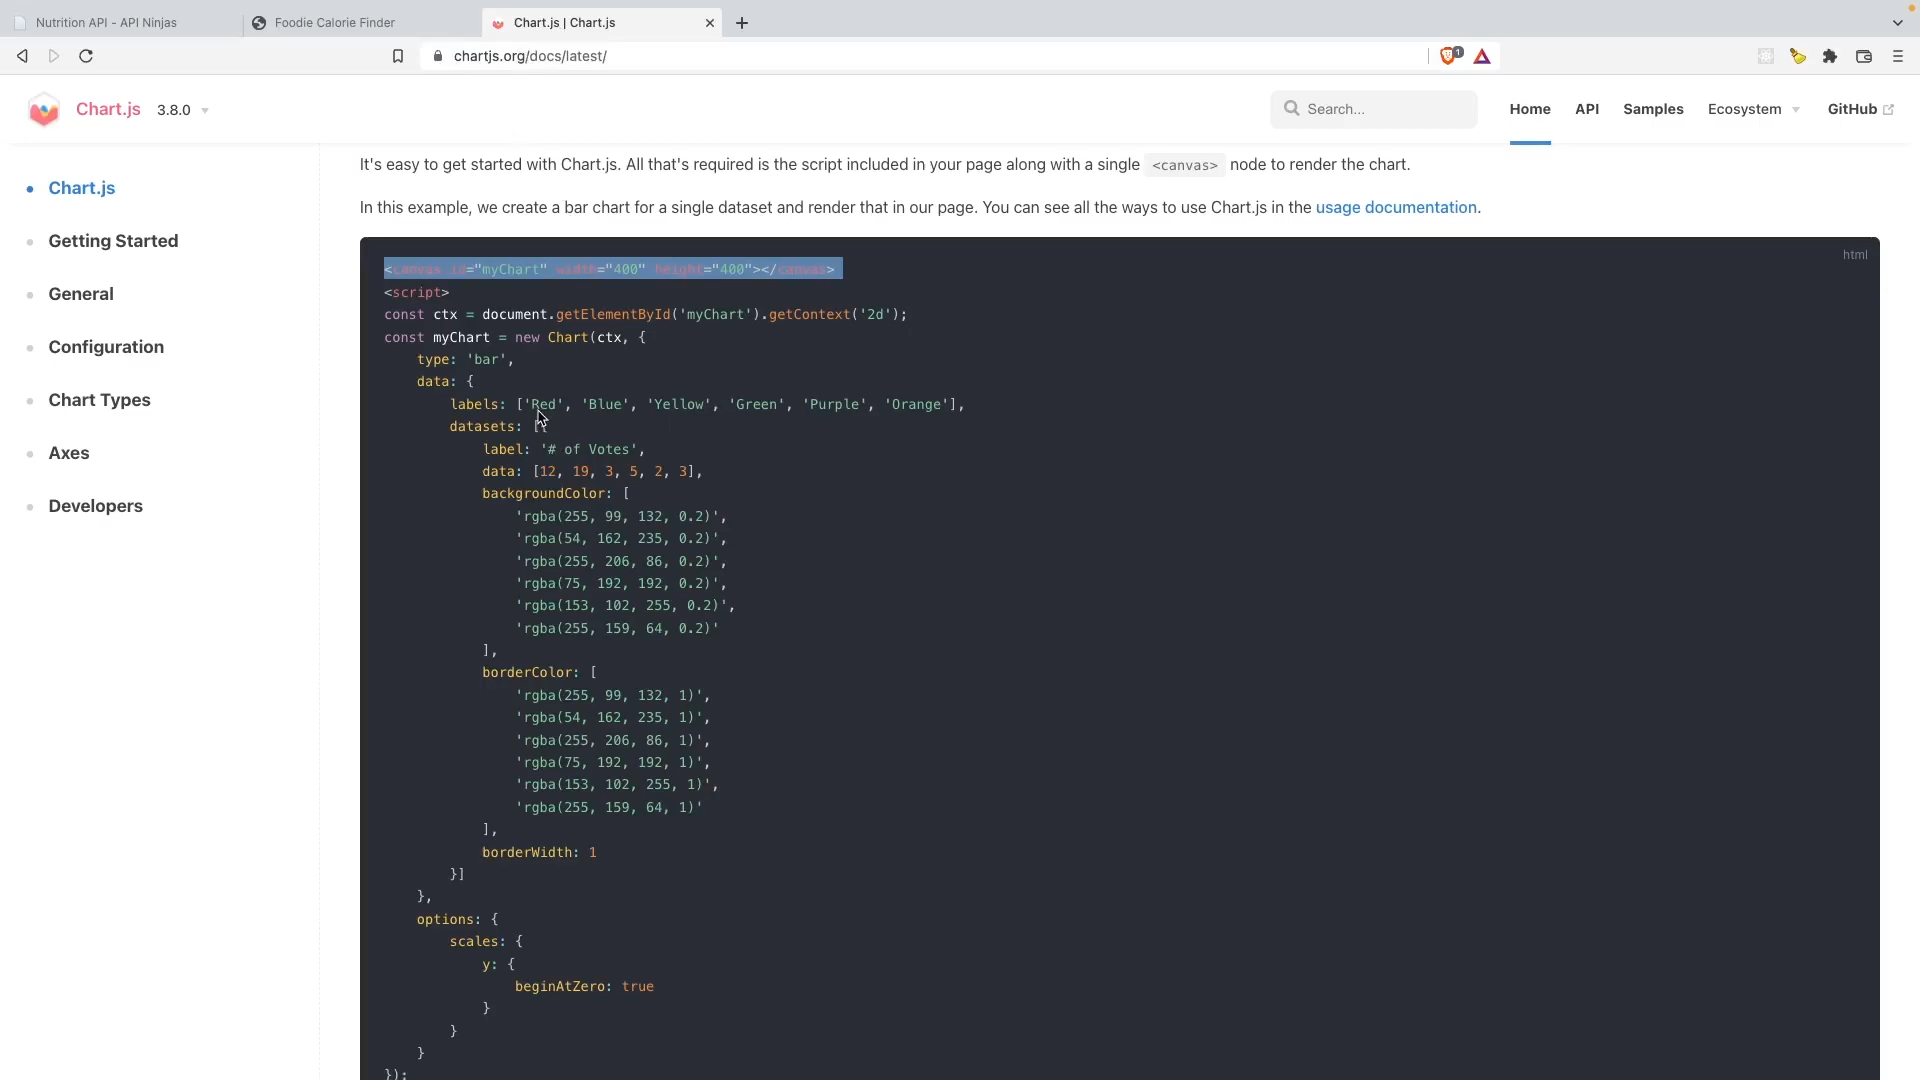 Nutrition API - API Ninjas
Foodie Calorie Finder
Chart.js | Chart.js
chartjs.org/docs/latest/
1
Chart.js 3.8.0
Search...
Home
API
Samples
Ecosystem
GitHub
Chart.js
Getting Started
General
Configuration
Chart Types
Axes
Developers
It's easy to get started with Chart.js. All that's required is the script included in your page along with a single <canvas> node to render the chart.
In this example, we create a bar chart for a single dataset and render that in our page. You can see all the ways to use Chart.js in the usage documentation.
html
<canvas id="myChart" width="400" height="400"></canvas>
<script>
const ctx = document.getElementById('myChart').getContext('2d');
const myChart = new Chart(ctx, {
    type: 'bar',
    data: {
        labels: ['Red', 'Blue', 'Yellow', 'Green', 'Purple', 'Orange'],
        datasets: [{
            label: '# of Votes',
            data: [12, 19, 3, 5, 2, 3],
            backgroundColor: [
                'rgba(255, 99, 132, 0.2)',
                'rgba(54, 162, 235, 0.2)',
                'rgba(255, 206, 86, 0.2)',
                'rgba(75, 192, 192, 0.2)',
                'rgba(153, 102, 255, 0.2)',
                'rgba(255, 159, 64, 0.2)'
            ],
            borderColor: [
                'rgba(255, 99, 132, 1)',
                'rgba(54, 162, 235, 1)',
                'rgba(255, 206, 86, 1)',
                'rgba(75, 192, 192, 1)',
                'rgba(153, 102, 255, 1)',
                'rgba(255, 159, 64, 1)'
            ],
            borderWidth: 1
        }]
    },
    options: {
        scales: {
            y: {
                beginAtZero: true
            }
        }
    }
});